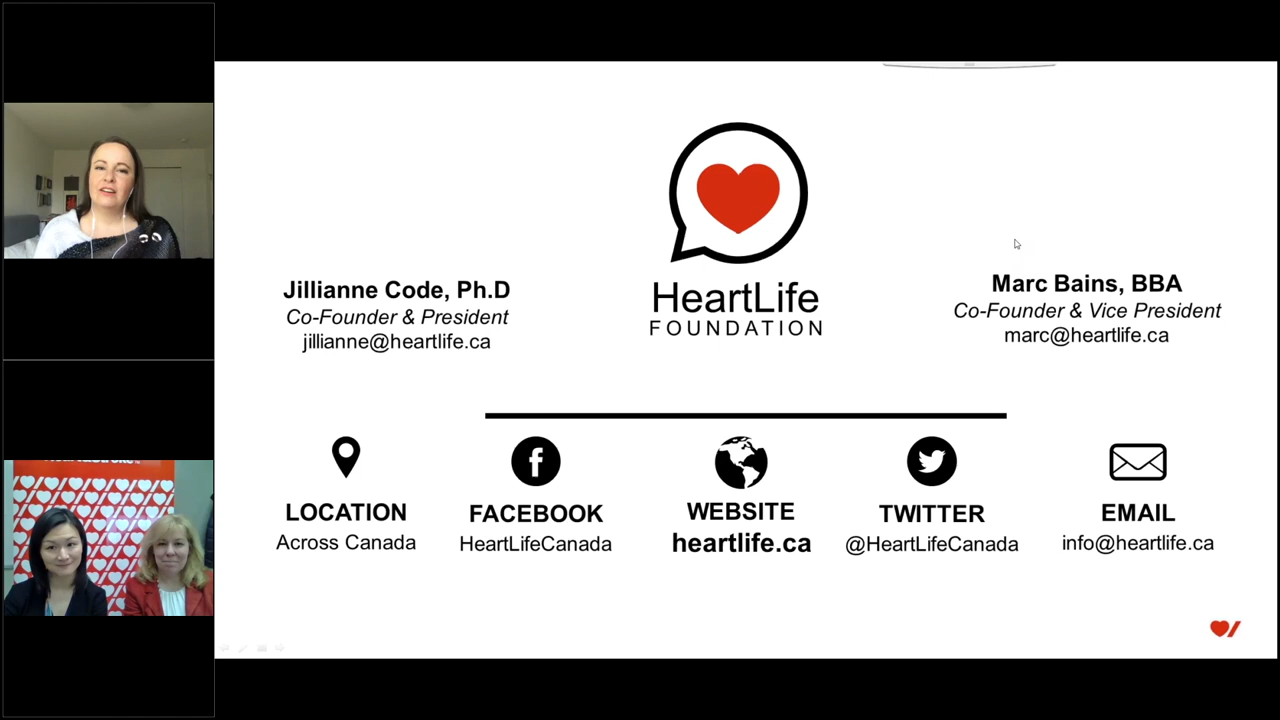 HeartLife
FOUNDATION
Jillianne Code, Ph.D
Co-Founder & President
jillianne@heartlife.ca
Marc Bains, BBA
Co-Founder & Vice President
marc@heartlife.ca
LOCATION
Across Canada
FACEBOOK
HeartLifeCanada
WEBSITE
heartlife.ca
TWITTER
@HeartLifeCanada
EMAIL
info@heartlife.ca